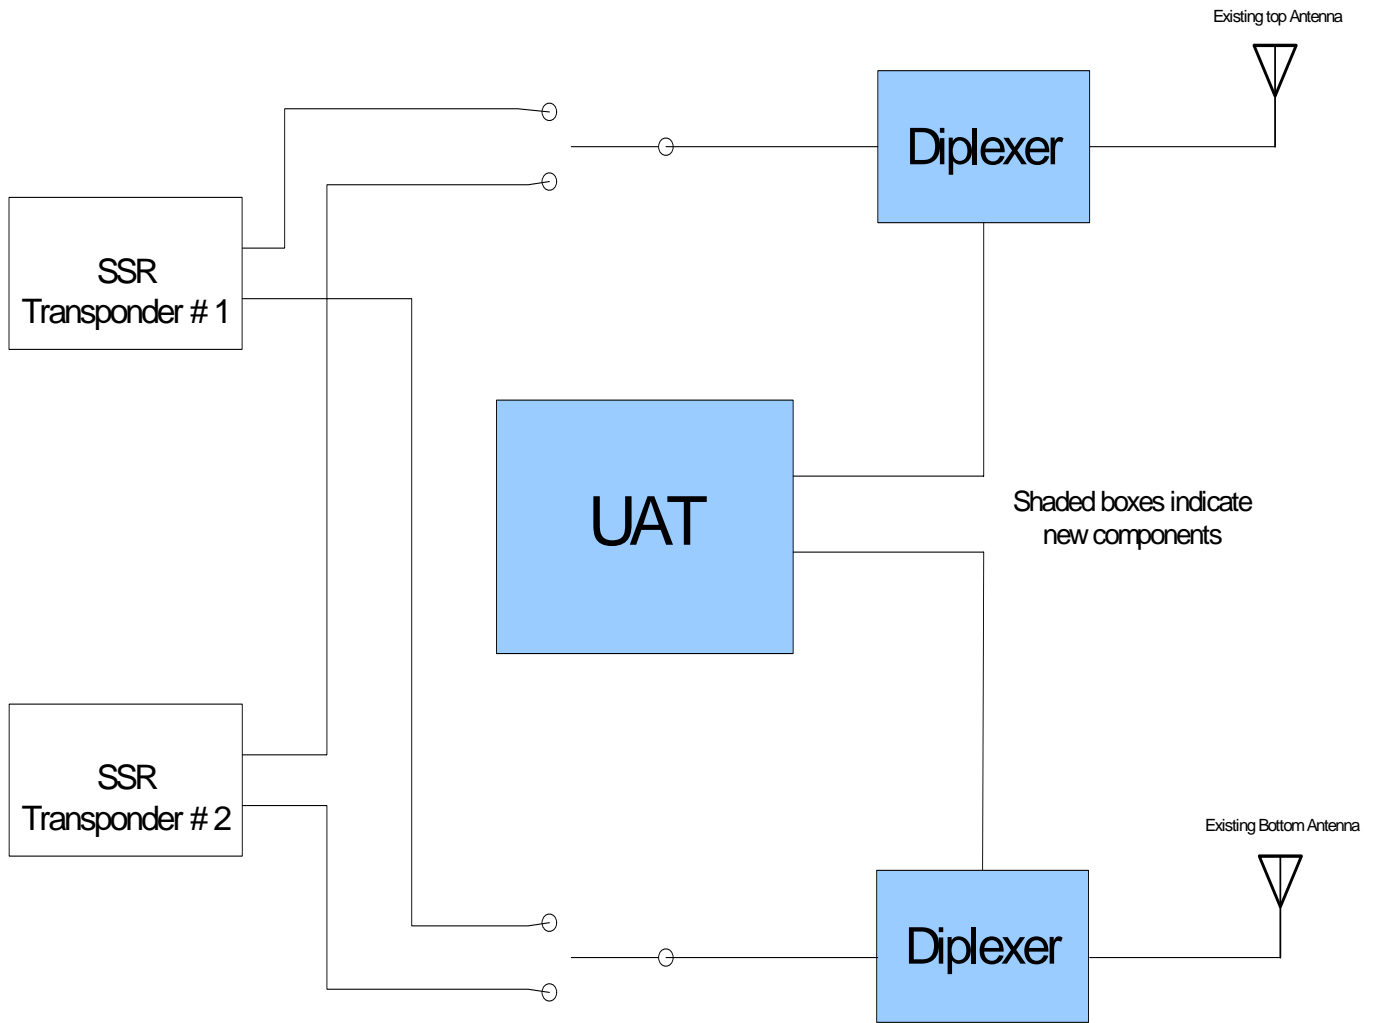 Existing top Antenna
Diplexer
SSR
Transponder # 1
UAT
Shaded boxes indicate
new components
SSR
Transponder # 2
Existing Bottom Antenna
Diplexer